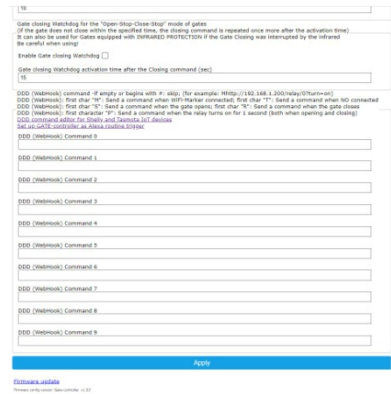 10
Gate closing Watchdog for the "Open-Stop-Close-Stop" mode of gates
(if the gate does not close within the specified time, the closing command is repeated once more after the activation time)
It can also be used for Gates equipped with INFRARED PROTECTION if the Gate Closing was interrupted by the infrared
Be careful when using!
Enable Gate closing Watchdog
Gate closing Watchdog activation time after the Closing command (sec)
15
DDD (WebHook) command -if empty or begins with #: skip; (for example: Mhttp://192.168.1.200/relay/0?turn=on)
DDD (WebHook): first char "M": Send a command when WIFI-Marker connected; first char "T": Send a command when NO connected
DDD (WebHook): first char "S": Send a command when the gate opens; first char "R": Send a command when the gate closes
DDD (WebHook): first character "P": Send a command when the relay turns on for 1 second (both when opening and closing)
DDD command editor for Shelly and Tasmota IoT devices
Set up GATE-controller as Alexa routine trigger
DDD (WebHook) Command 0
DDD (WebHook) Command 1
DDD (WebHook) Command 2
DDD (WebHook) Command 3
DDD (WebHook) Command 4
DDD (WebHook) Command 5
DDD (WebHook) Command 6
DDD (WebHook) Command 7
DDD (WebHook) Command 8
DDD (WebHook) Command 9
Apply
Firmware update